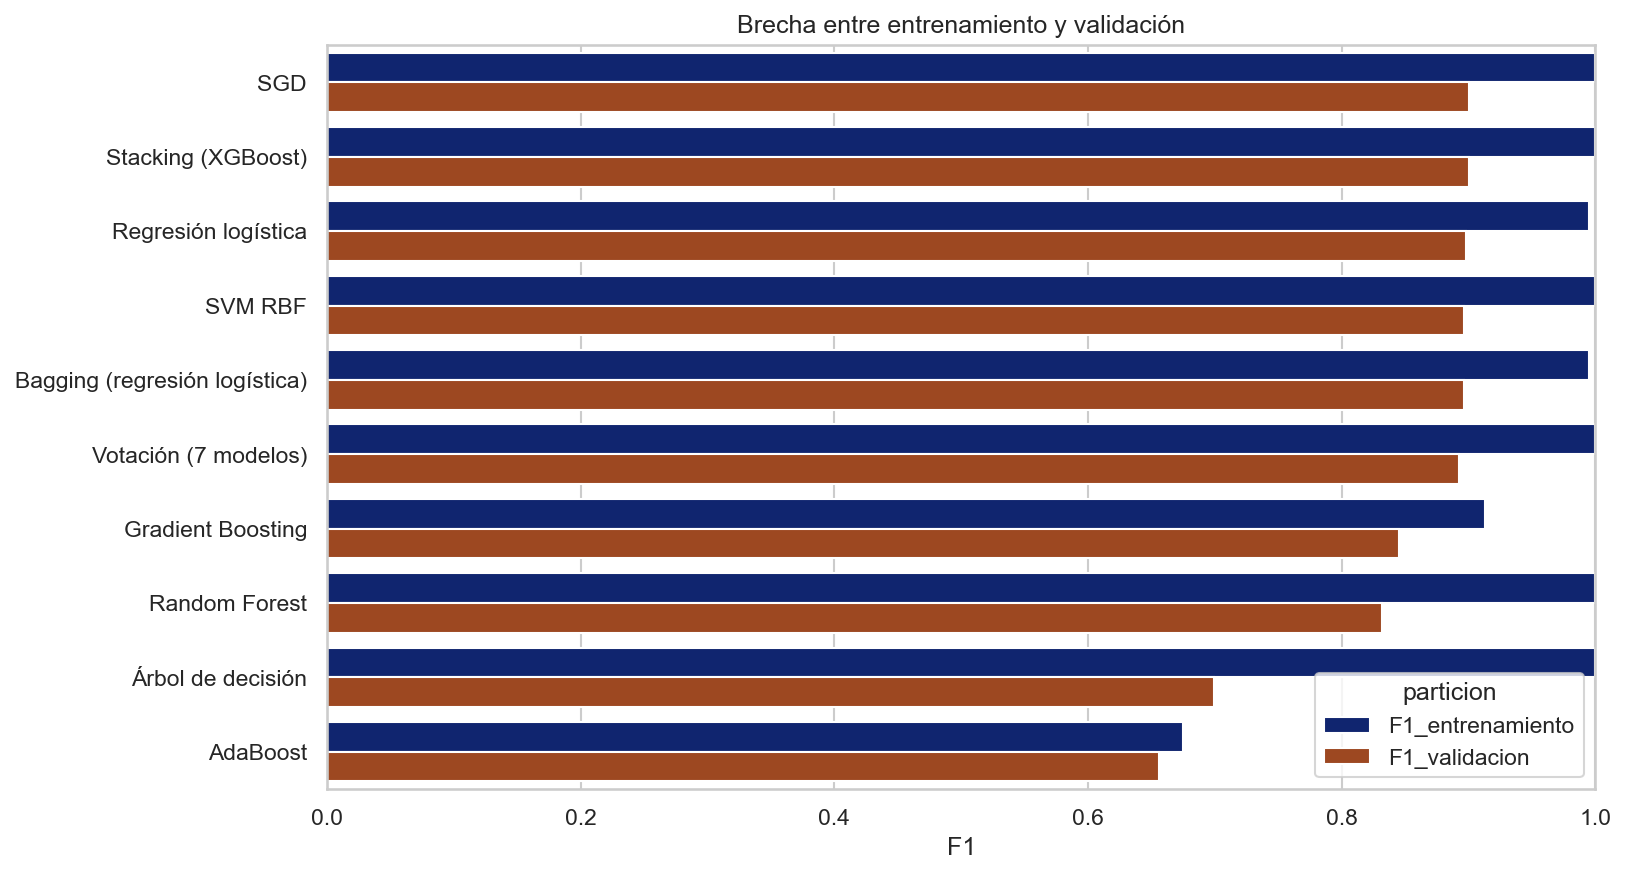 Brecha entre entrenamiento y validación
SGD
Stacking (XGBoost)
Regresión logística
SVM RBF
Bagging (regresión logística)
Votación (7 modelos)
Gradient Boosting
Random Forest
Árbol de decisión
AdaBoost
particion
F1_entrenamiento
F1_validacion
0.0 0.2 0.4 0.6 0.8 1.0
F1